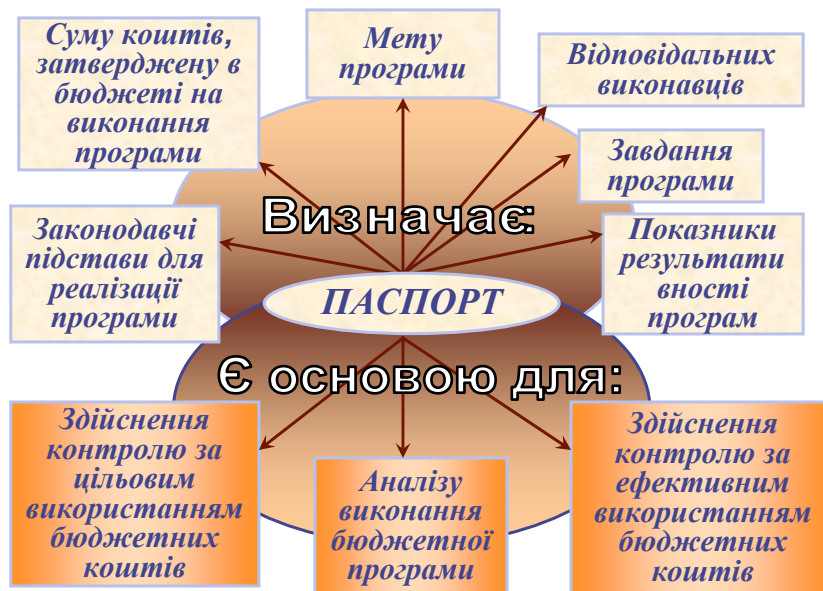 Суму коштів,
затверджену в
бюджеті на
виконання
програми
Мету
програми
Відповідальних
виконавців
Завдання
програми
Визначає:
Законодавчі
підстави для
реалізації
програми
Показники
результати
вності
програм
ПАСПОРТ
Є основою для:
Здійснення
контролю за
цільовим
використанням
бюджетних
коштів
Аналізу
виконання
бюджетної
програми
Здійснення
контролю за
ефективним
використанням
бюджетних
коштів